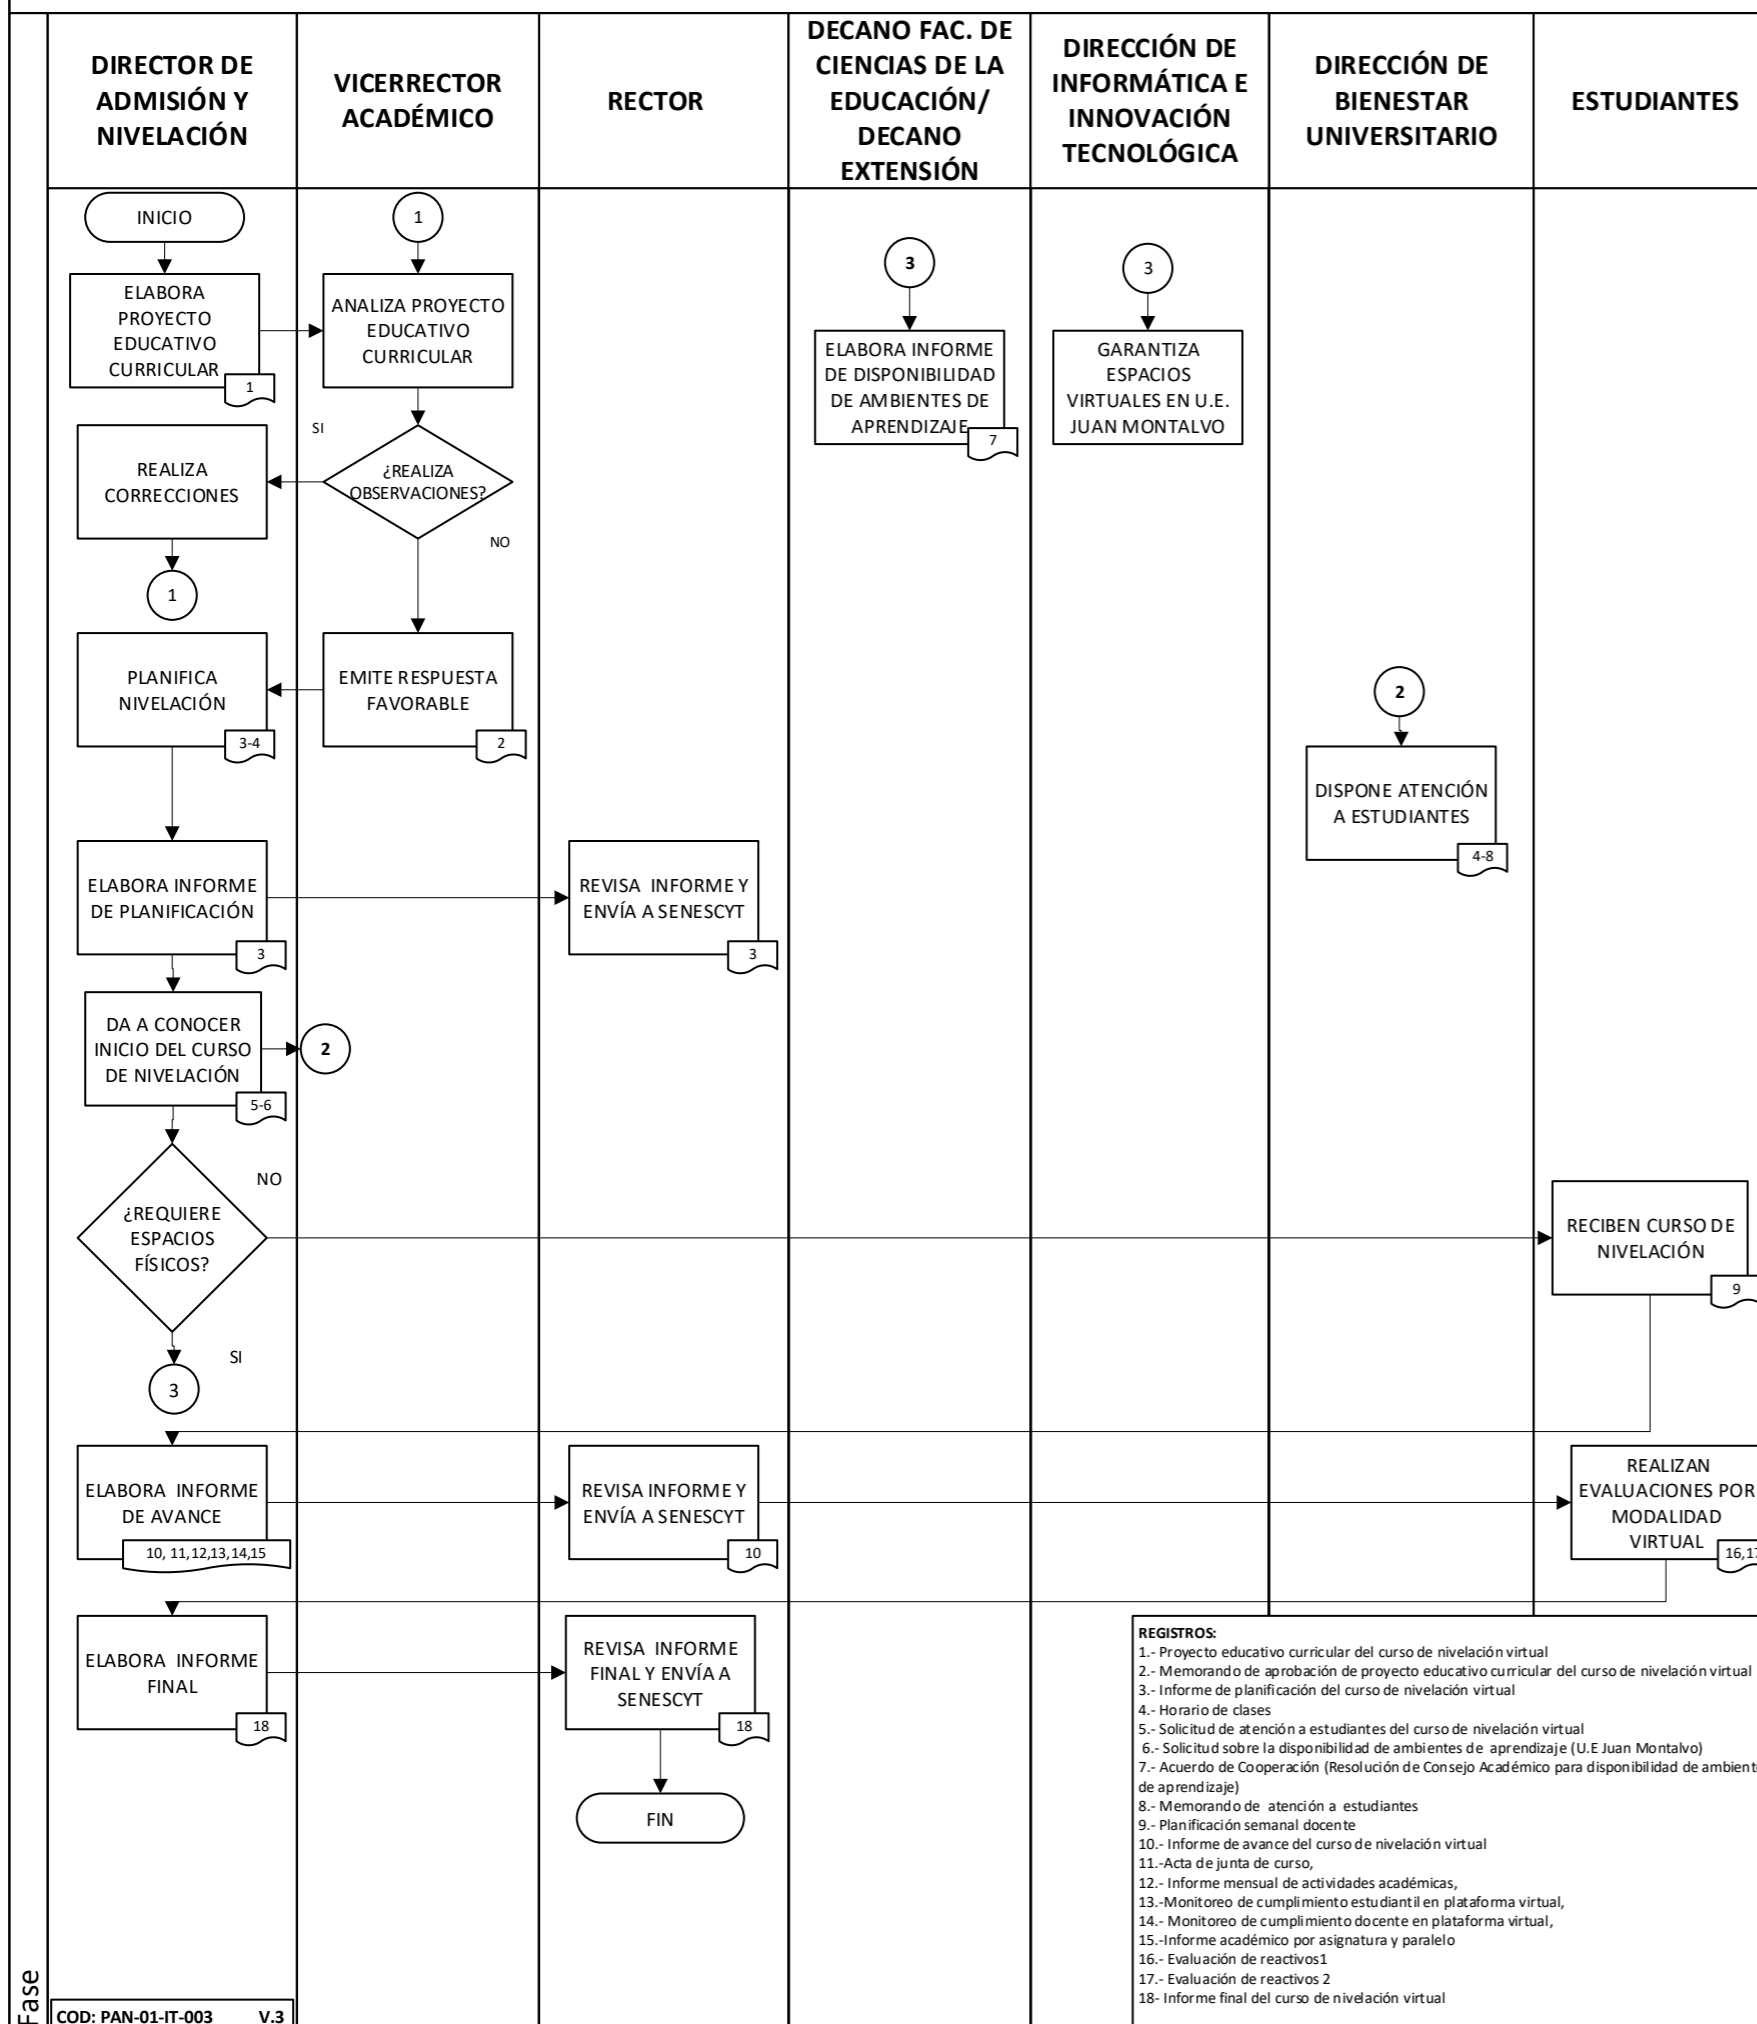 DIRECTOR DE
ADMISIÓN Y
NIVELACIÓN
VICERRECTOR
ACADÉMICO
RECTOR
DECANO FAC. DE
CIENCIAS DE LA
EDUCACIÓN/
DECANO
EXTENSIÓN
DIRECCIÓN DE
INFORMÁTICA E
INNOVACIÓN
TECNOLÓGICA
DIRECCIÓN DE
BIENESTAR
UNIVERSITARIO
ESTUDIANTES
INICIO
1
3
3
ELABORA
PROYECTO
EDUCATIVO
CURRICULAR
1
ANALIZA PROYECTO
EDUCATIVO
CURRICULAR
ELABORA INFORME
DE DISPONIBILIDAD
DE AMBIENTES DE
APRENDIZAJE
7
GARANTIZA
ESPACIOS
VIRTUALES EN U.E.
JUAN MONTALVO
SI
REALIZA
CORRECCIONES
¿REALIZA
OBSERVACIONES?
NO
1
PLANIFICA
NIVELACIÓN
3-4
EMITE RESPUESTA
FAVORABLE
2
2
DISPONE ATENCIÓN
A ESTUDIANTES
4-8
ELABORA INFORME
DE PLANIFICACIÓN
3
REVISA INFORME Y
ENVÍA A SENESCYT
3
DA A CONOCER
INICIO DEL CURSO
DE NIVELACIÓN
5-6
2
NO
¿REQUIERE
ESPACIOS
FÍSICOS?
RECIBEN CURSO DE
NIVELACIÓN
9
SI
3
ELABORA INFORME
DE AVANCE
10, 11,12,13,14,15
REVISA INFORME Y
ENVÍA A SENESCYT
10
REALIZAN
EVALUACIONES POR
MODALIDAD
VIRTUAL
16,17
ELABORA INFORME
FINAL
18
REVISA INFORME
FINAL Y ENVÍA A
SENESCYT
18
FIN
REGISTROS:
1.- Proyecto educativo curricular del curso de nivelación virtual
2.- Memorando de aprobación de proyecto educativo curricular del curso de nivelación virtual
3.- Informe de planificación del curso de nivelación virtual
4.- Horario de clases
5.- Solicitud de atención a estudiantes del curso de nivelación virtual
6.- Solicitud sobre la disponibilidad de ambientes de aprendizaje (U.E Juan Montalvo)
7.- Acuerdo de Cooperación (Resolución de Consejo Académico para disponibilidad de ambient
de aprendizaje)
8.- Memorando de atención a estudiantes
9.- Planificación semanal docente
10.- Informe de avance del curso de nivelación virtual
11.-Acta de junta de curso,
12.- Informe mensual de actividades académicas,
13.-Monitoreo de cumplimiento estudiantil en plataforma virtual,
14.- Monitoreo de cumplimiento docente en plataforma virtual,
15.-Informe académico por asignatura y paralelo
16.- Evaluación de reactivos1
17.- Evaluación de reactivos 2
18- Informe final del curso de nivelación virtual
Fase
COD: PAN-01-IT-003 V.3